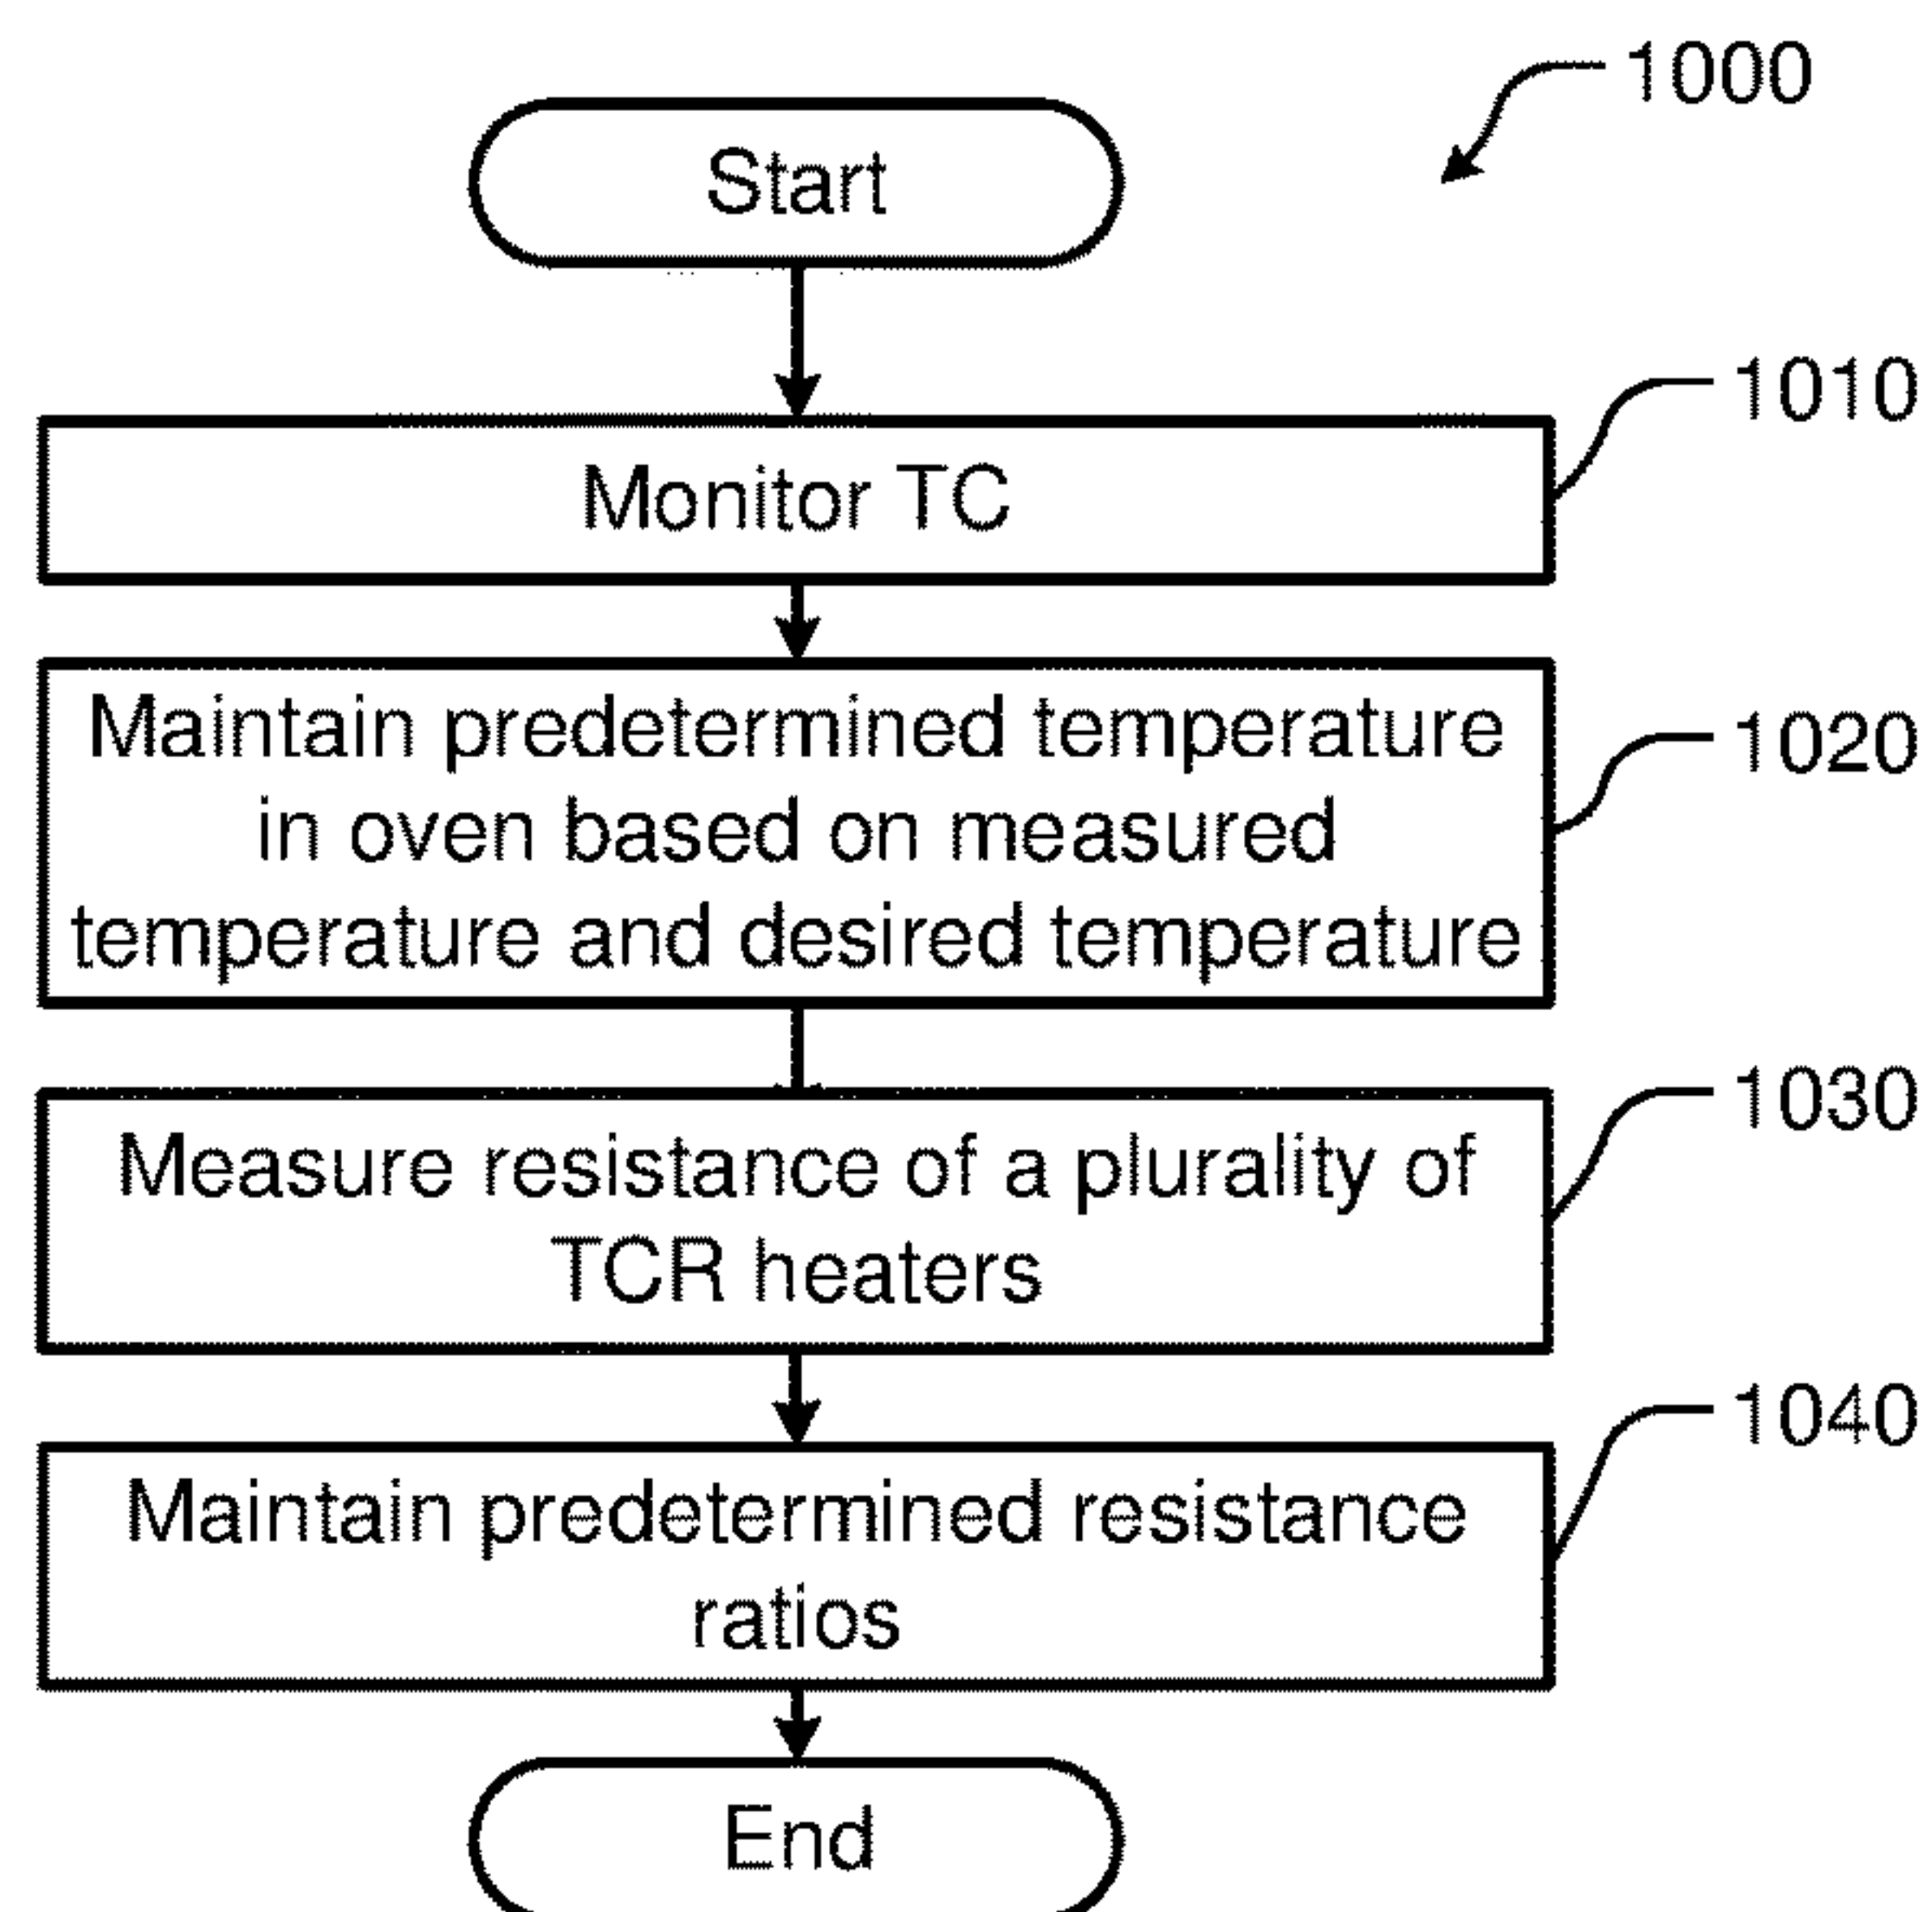 1000
Start
1010
Monitor TC
1020
Maintain predetermined temperature
in oven based on measured
temperature and desired temperature
1030
Measure resistance of a plurality of
TCR heaters
1040
Maintain predetermined resistance
ratios
End